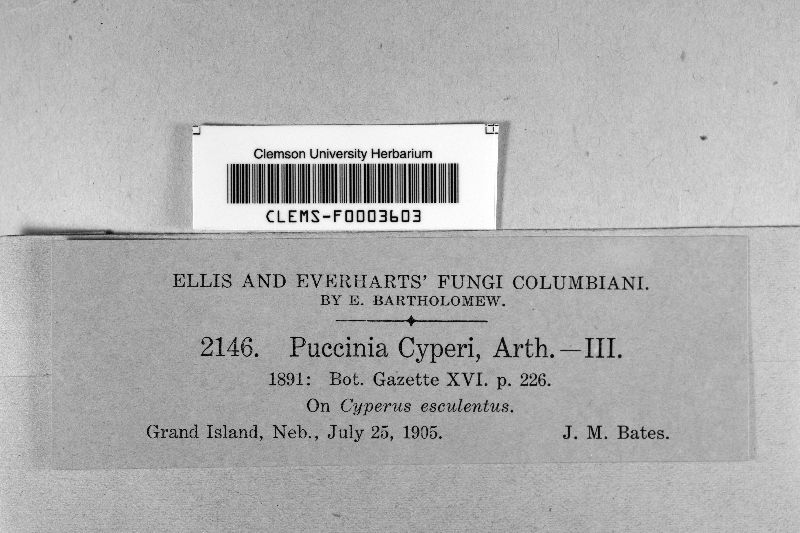 Clemson University Herbarium
CLEMS-F0003603
ELLIS AND EVERHARTS' FUNGI COLUMBIANI.
BY E. BARTHOLOMEW.
2146. Puccinia Cyperi, Arth.—III.
1891: Bot. Gazette XVI. p. 226.
On Cyperus esculentus.
Grand Island, Neb., July 25, 1905. J. M. Bates.